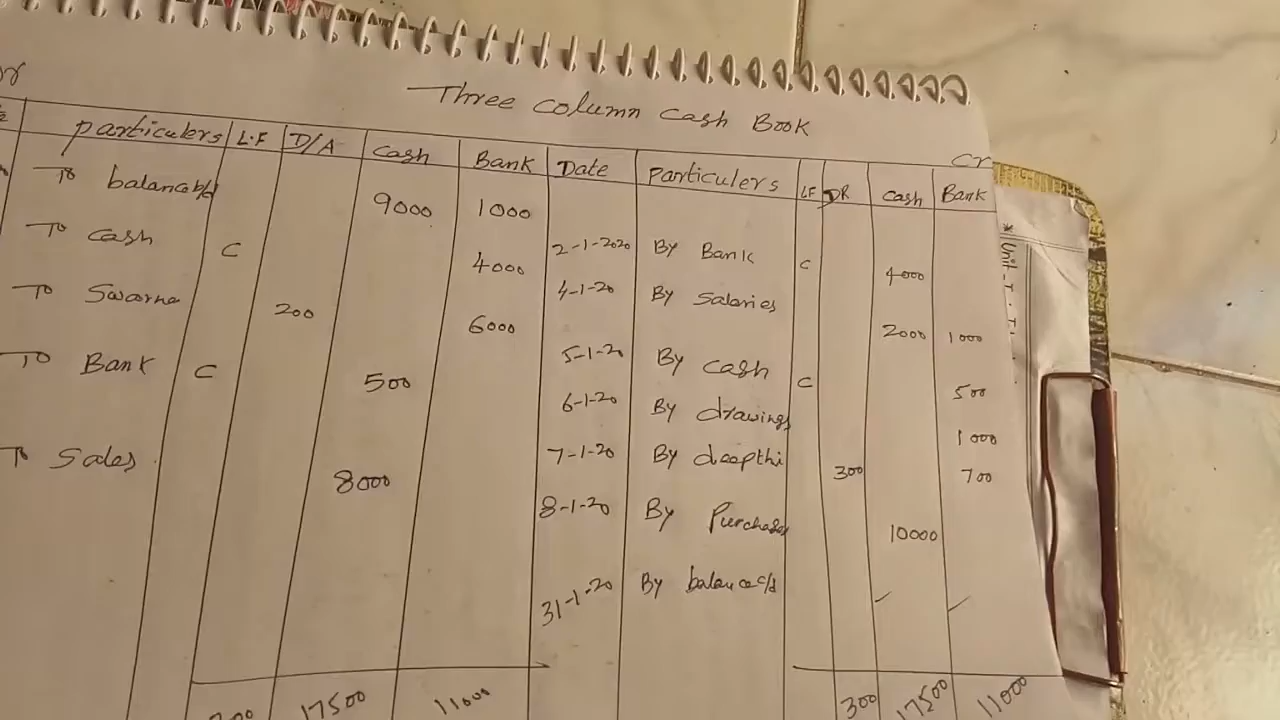 Three column cash Book
Cr
particulers L.F D/A cash Bank Date particulers LF DR cash Bank
To balance b/d 9000 1000
To cash C 4000 2-1-2020 By Bank C 4000
To Swarna 200 6000 4-1-20 By Salaries 2000 1000
To Bank C 500 5-1-20 By cash C 500
6-1-20 By drawings 1000
To Sales 8000 7-1-20 By deepthi 300 700
8-1-20 By Purchases 10000
31-1-20 By balance c/d
17500 11000 300 17500 11000
* Unit-I